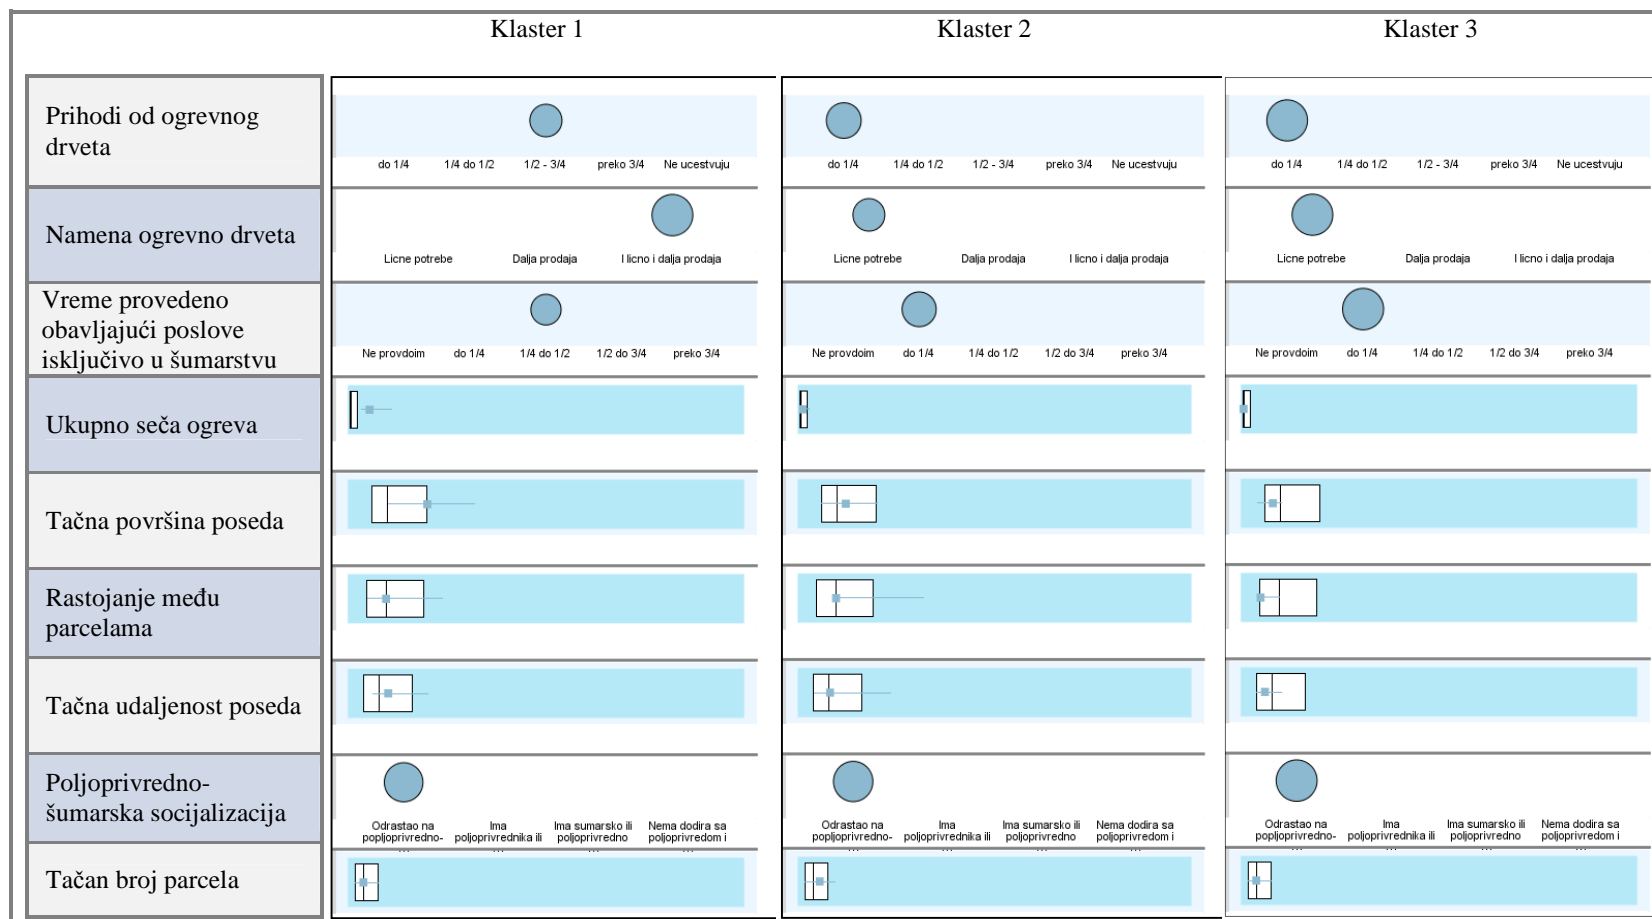 Klaster 1 Klaster 2 Klaster 3
Prihodi od ogrevnog
drveta
do 1/4 1/4 do 1/2 1/2 - 3/4 preko 3/4 Ne ucestvuju
do 1/4 1/4 do 1/2 1/2 - 3/4 preko 3/4 Ne ucestvuju
do 1/4 1/4 do 1/2 1/2 - 3/4 preko 3/4 Ne ucestvuju
Namena ogrevno drveta
Licne potrebe Dalja prodaja I licno i dalja prodaja
Licne potrebe Dalja prodaja I licno i dalja prodaja
Licne potrebe Dalja prodaja I licno i dalja prodaja
Vreme provedeno
obavljajući poslove
isključivo u šumarstvu
Ne provdoim do 1/4 1/4 do 1/2 1/2 do 3/4 preko 3/4
Ne provdoim do 1/4 1/4 do 1/2 1/2 do 3/4 preko 3/4
Ne provdoim do 1/4 1/4 do 1/2 1/2 do 3/4 preko 3/4
Ukupno seča ogreva
Tačna površina poseda
Rastojanje među
parcelama
Tačna udaljenost poseda
Poljoprivredno-
šumarska socijalizacija
Odrastao na Ima Ima sumarsko ili Nema dodira sa
popljoprivredno- poljoprivrednika ili poljoprivredno poljoprivredom i
... ... ...
Odrastao na Ima Ima sumarsko ili Nema dodira sa
popljoprivredno- poljoprivrednika ili poljoprivredno poljoprivredom i
... ... ...
Odrastao na Ima Ima sumarsko ili Nema dodira sa
popljoprivredno- poljoprivrednika ili poljoprivredno poljoprivredom i
... ... ...
Tačan broj parcela